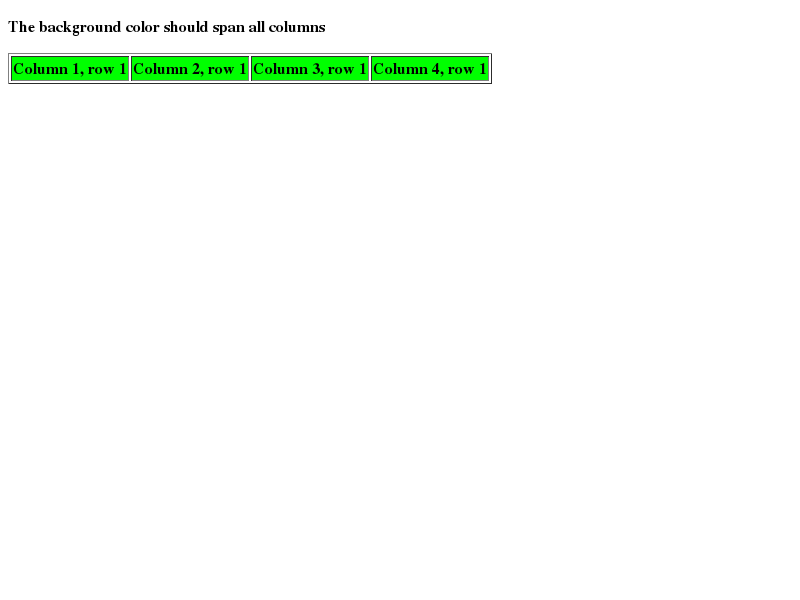 The background color should span all columns
Column 1, row 1 Column 2, row 1 Column 3, row 1 Column 4, row 1